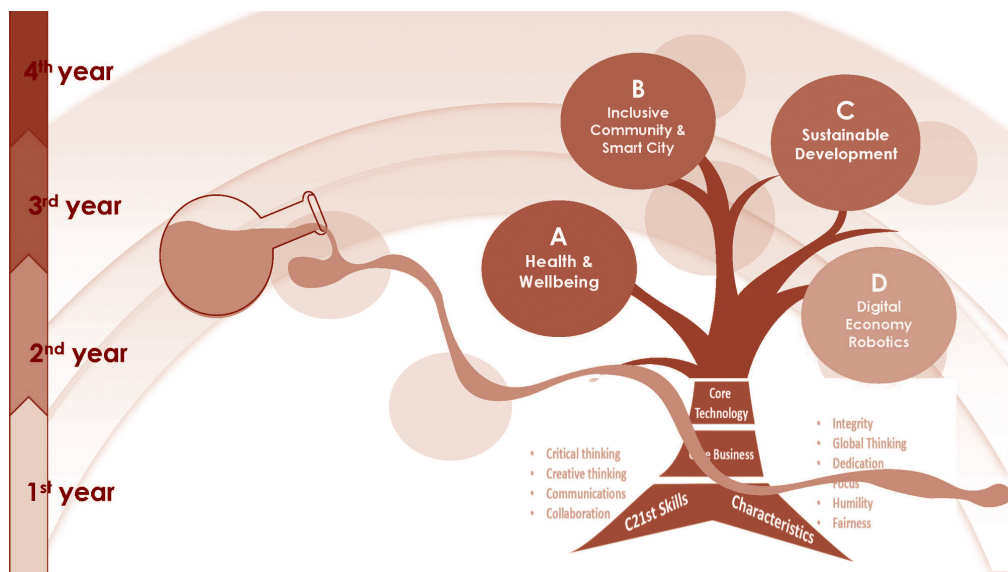 4th year
3rd year
2nd year
1st year
A
Health &
Wellbeing
B
Inclusive
Community &
Smart City
C
Sustainable
Development
D
Digital
Economy
Robotics
Core
Technology
Business
C21st Skills
Characteristics
• Critical thinking
• Creative thinking
• Communications
• Collaboration
• Integrity
• Global Thinking
• Dedication
• Focus
• Humility
• Fairness